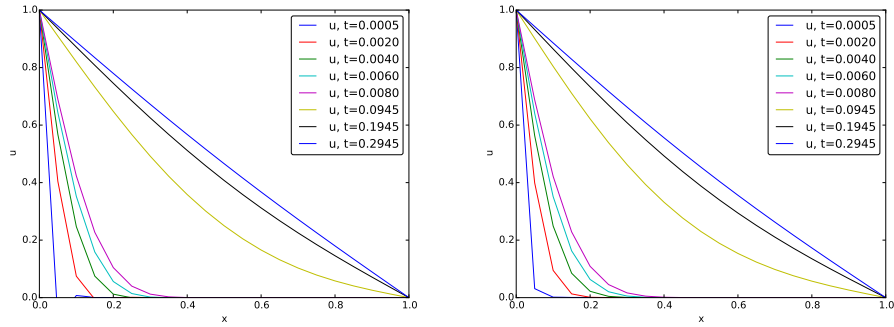 1.0
0.8
0.6
0.4
0.2
0.0
u
0.0 0.2 0.4 0.6 0.8 1.0
x
u, t=0.0005
u, t=0.0020
u, t=0.0040
u, t=0.0060
u, t=0.0080
u, t=0.0945
u, t=0.1945
u, t=0.2945
1.0
0.8
0.6
0.4
0.2
0.0
u
0.0 0.2 0.4 0.6 0.8 1.0
x
u, t=0.0005
u, t=0.0020
u, t=0.0040
u, t=0.0060
u, t=0.0080
u, t=0.0945
u, t=0.1945
u, t=0.2945